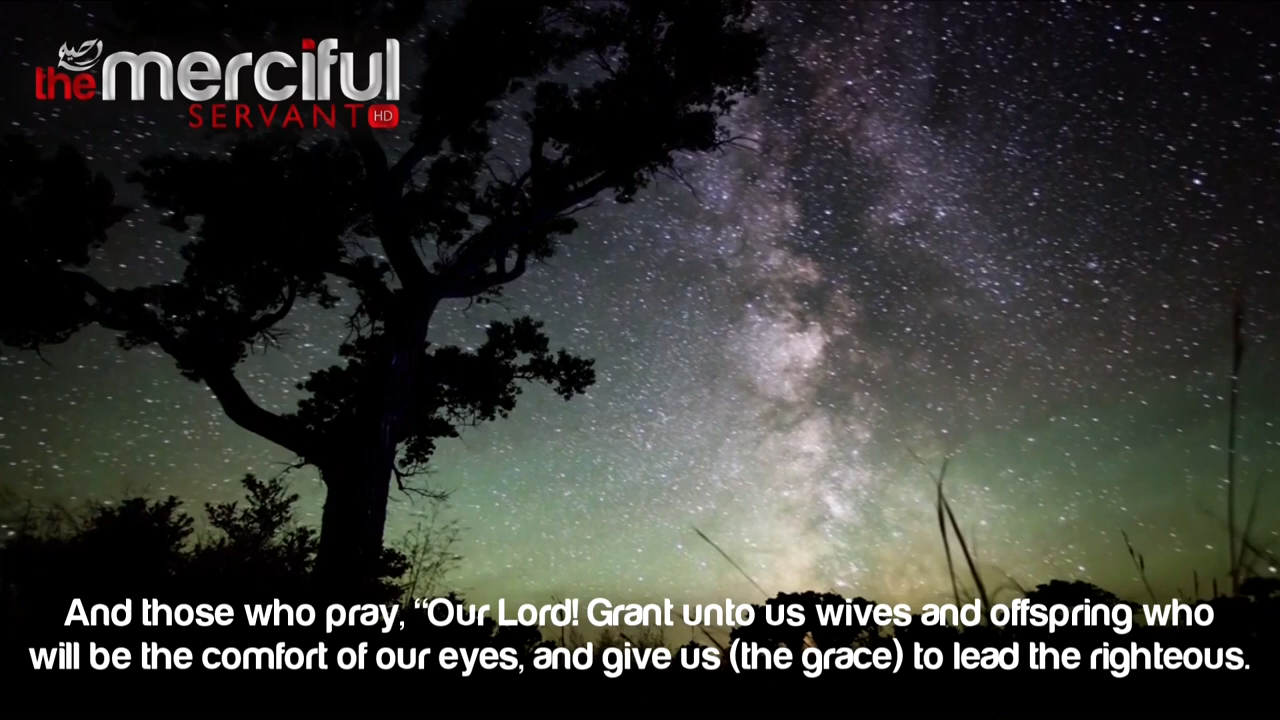 the merciful
SERVANT HD
And those who pray, “Our Lord! Grant unto us wives and offspring who
will be the comfort of our eyes, and give us (the grace) to lead the righteous.